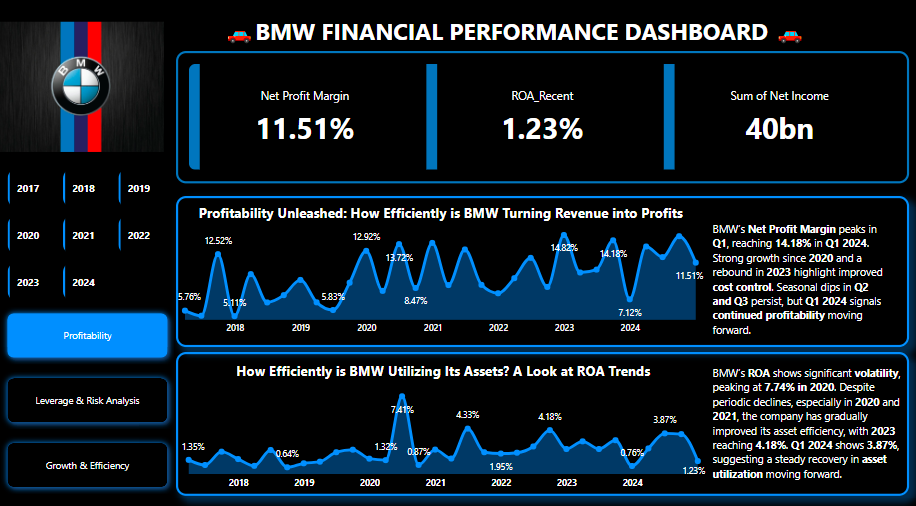 BMW FINANCIAL PERFORMANCE DASHBOARD
BMW
Net Profit Margin
11.51%
ROA_Recent
1.23%
Sum of Net Income
40bn
2017
2018
2019
2020
2021
2022
2023
2024
Profitability
Leverage & Risk Analysis
Growth & Efficiency
Profitability Unleashed: How Efficiently is BMW Turning Revenue into Profits
5.76%
12.52%
5.11%
5.83%
12.92%
13.72%
8.47%
14.82%
14.18%
7.12%
11.51%
2018
2019
2020
2021
2022
2023
2024
BMW's Net Profit Margin peaks in
Q1, reaching 14.18% in Q1 2024.
Strong growth since 2020 and a
rebound in 2023 highlight improved
cost control. Seasonal dips in Q2
and Q3 persist, but Q1 2024 signals
continued profitability moving
forward.
How Efficiently is BMW Utilizing Its Assets? A Look at ROA Trends
1.35%
0.64%
1.32%
7.41%
0.87%
4.33%
1.95%
4.18%
0.76%
3.87%
1.23%
2018
2019
2020
2021
2022
2023
2024
BMW's ROA shows significant volatility,
peaking at 7.74% in 2020. Despite
periodic declines, especially in 2020 and
2021, the company has gradually
improved its asset efficiency, with 2023
reaching 4.18%. Q1 2024 shows 3.87%,
suggesting a steady recovery in asset
utilization moving forward.